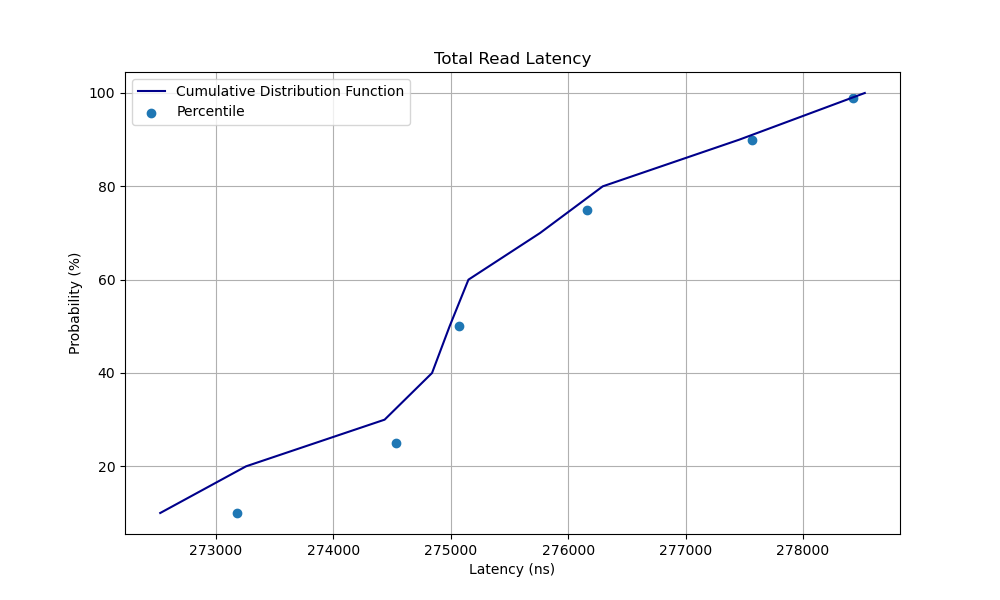 Total Read Latency
Cumulative Distribution Function
Percentile
100
80
60
40
20
Probability (%)
273000 274000 275000 276000 277000 278000
Latency (ns)